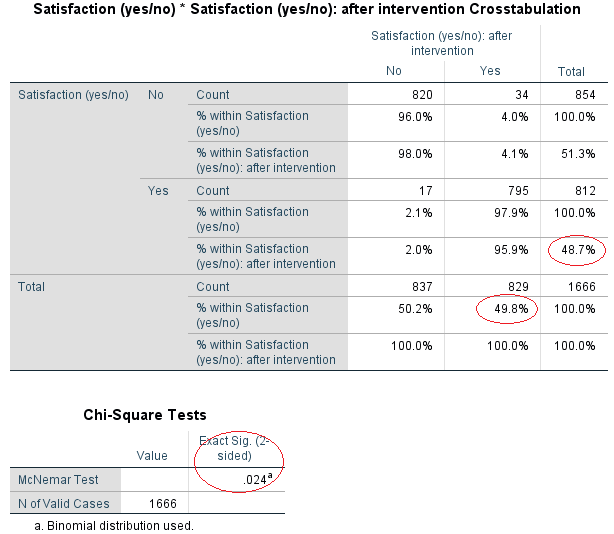 Satisfaction (yes/no) * Satisfaction (yes/no): after intervention Crosstabulation
Satisfaction (yes/no): after
intervention
No Yes Total
Satisfaction (yes/no) No Count 820 34 854
% within Satisfaction
(yes/no) 96.0% 4.0% 100.0%
% within Satisfaction
(yes/no): after intervention 98.0% 4.1% 51.3%
Yes Count 17 795 812
% within Satisfaction
(yes/no) 2.1% 97.9% 100.0%
% within Satisfaction
(yes/no): after intervention 2.0% 95.9% 48.7%
Total Count 837 829 1666
% within Satisfaction
(yes/no) 50.2% 49.8% 100.0%
% within Satisfaction
(yes/no): after intervention 100.0% 100.0% 100.0%
Chi-Square Tests
Value Exact Sig. (2-
sided)
McNemar Test .024a
N of Valid Cases 1666
a. Binomial distribution used.